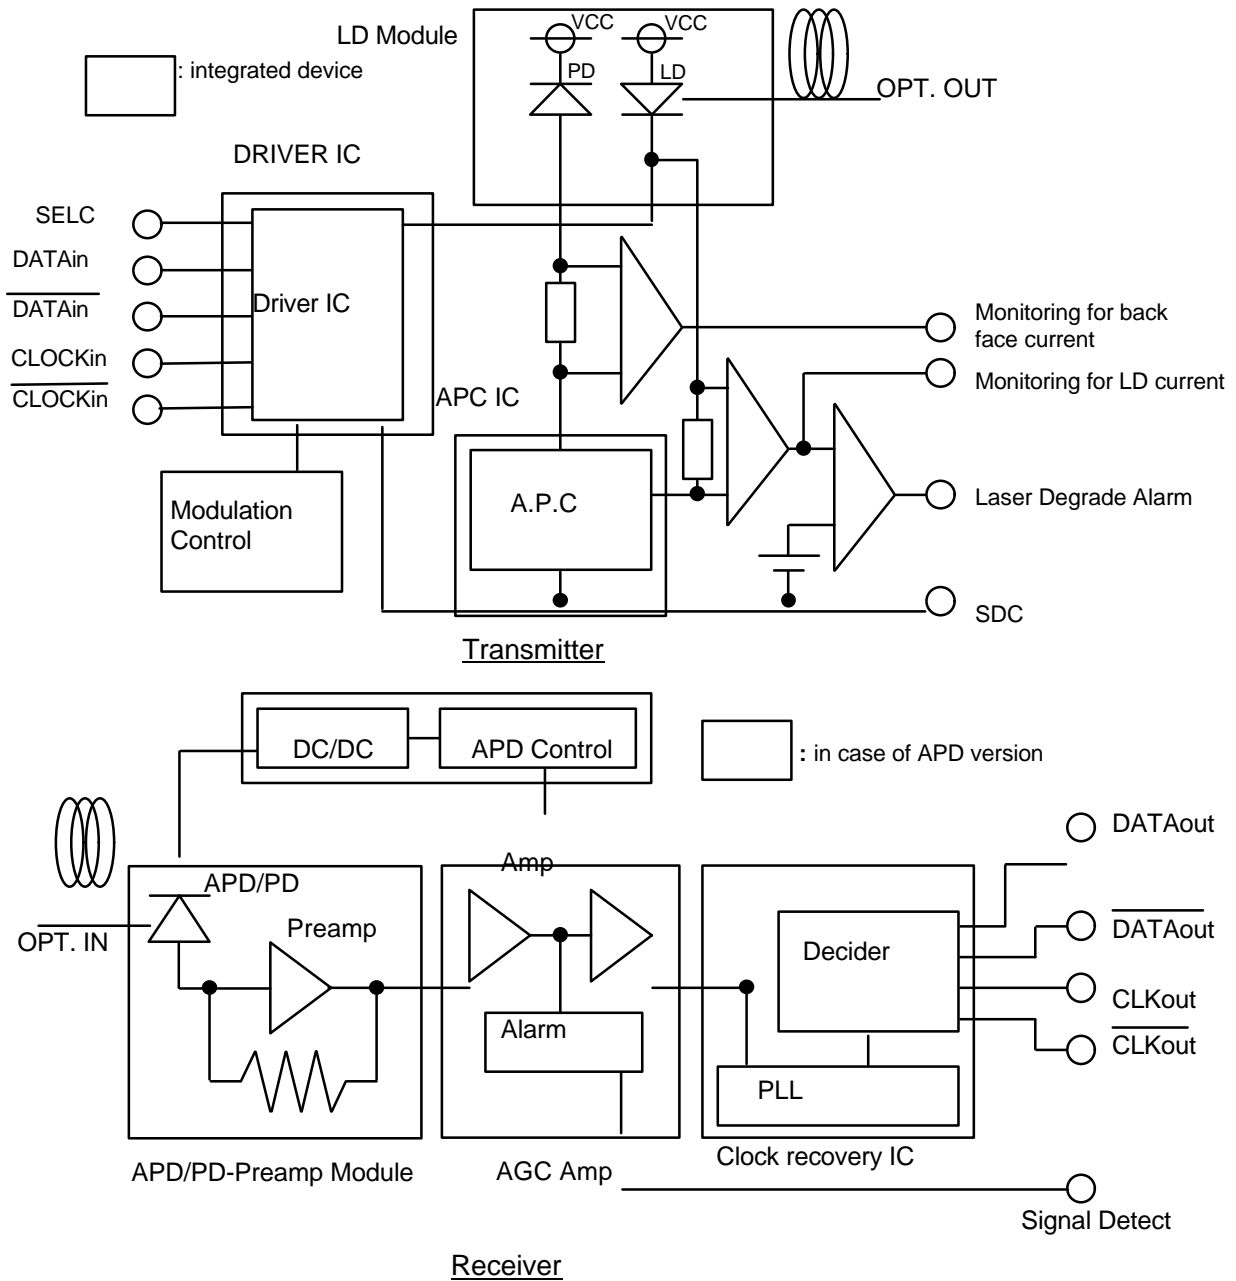 LD Module
VCC
VCC
PD
LD
OPT. OUT
: integrated device
DRIVER IC
SELC
DATAin
DATAin
CLOCKin
CLOCKin
Driver IC
Modulation
Control
APC IC
A.P.C
Monitoring for back
face current
Monitoring for LD current
Laser Degrade Alarm
SDC
Transmitter
DC/DC
APD Control
: in case of APD version
OPT. IN
APD/PD
Preamp
APD/PD-Preamp Module
Amp
Alarm
AGC Amp
Decider
PLL
Clock recovery IC
DATAout
DATAout
CLKout
CLKout
Signal Detect
Receiver